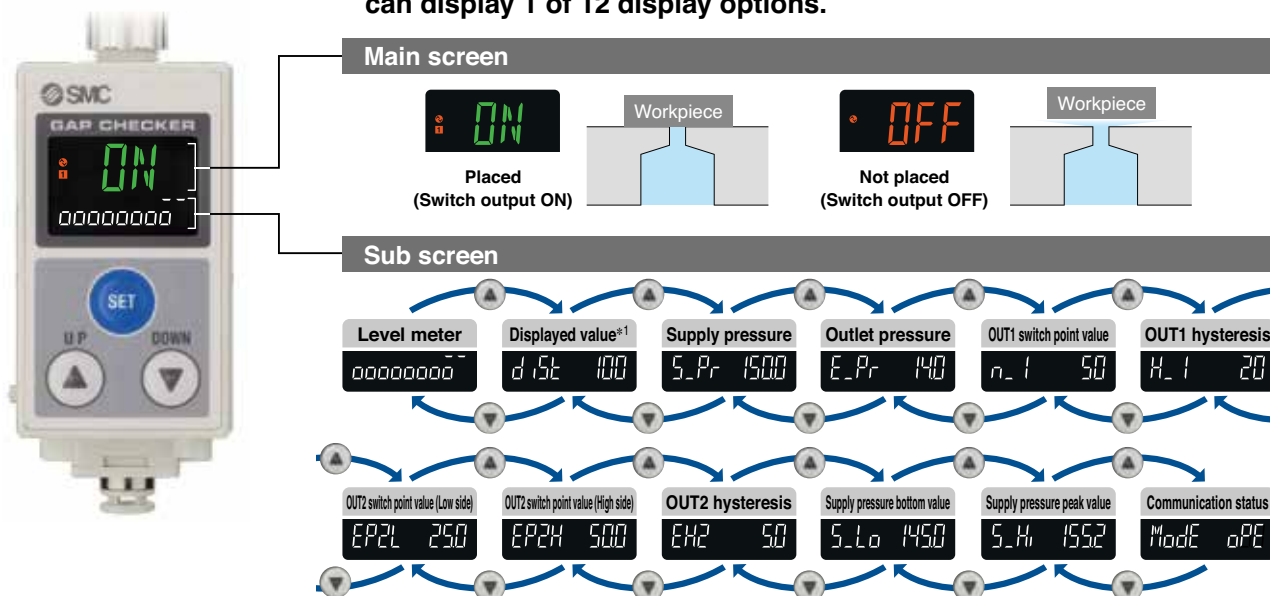 can display 1 of 12 display options.
Main screen
SMC
GAP CHECKER
ON
oooooooo
SET
UP
DOWN
ON
Workpiece
OFF
Workpiece
Placed
(Switch output ON)
Not placed
(Switch output OFF)
Sub screen
Level meter
Displayed value*1
Supply pressure
Outlet pressure
OUT1 switch point value
OUT1 hysteresis
oooooooo
diSt 10.0
S_Pr 150.0
E_Pr 14.0
n_1 5.0
H_1 2.0
OUT2 switch point value (Low side)
OUT2 switch point value (High side)
OUT2 hysteresis
Supply pressure bottom value
Supply pressure peak value
Communication status
EP2L 25.0
EP2H 50.0
EH2 5.0
S_Lo 145.0
S_Hi 155.2
ModE oPE